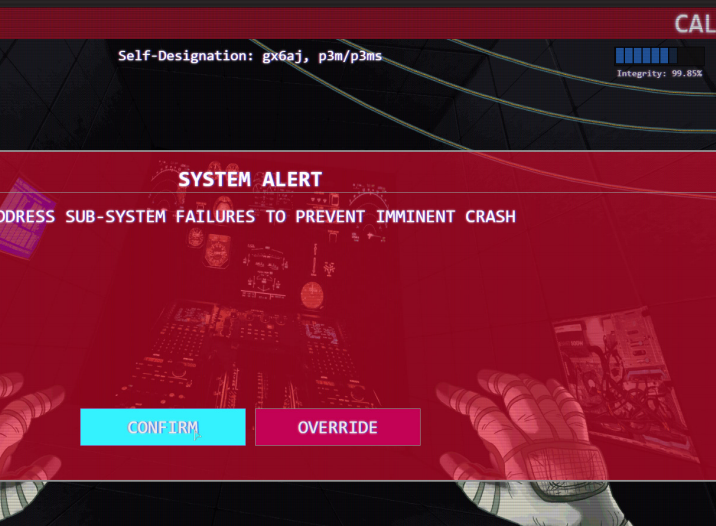 CAL
Self-Designation: gx6aj, p3m/p3ms
Integrity: 99.85%
SYSTEM ALERT
DDRESS SUB-SYSTEM FAILURES TO PREVENT IMMINENT CRASH
CONFIRM
OVERRIDE